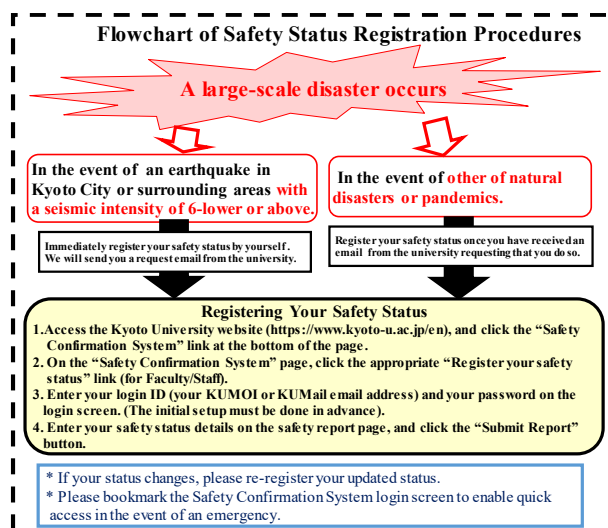 Flowchart of Safety Status Registration Procedures
A large-scale disaster occurs
In the event of an earthquake in
Kyoto City or surrounding areas with
a seismic intensity of 6-lower or above.
In the event of other of natural
disasters or pandemics.
Immediately register your safety status by yourself.
We will send you a request email from the university.
Register your safety status once you have received an
email from the university requesting that you do so.
Registering Your Safety Status
1.Access the Kyoto University website (https://www.kyoto-u.ac.jp/en), and click the “Safety
Confirmation System” link at the bottom of the page.
2. On the “Safety Confirmation System” page, click the appropriate “Register your safety
status” link (for Faculty/Staff).
3. Enter your login ID (your KUMOI or KUMail email address) and your password on the
login screen. (The initial setup must be done in advance).
4. Enter your safety status details on the safety report page, and click the “Submit Report”
button.
* If your status changes, please re-register your updated status.
* Please bookmark the Safety Confirmation System login screen to enable quick
access in the event of an emergency.